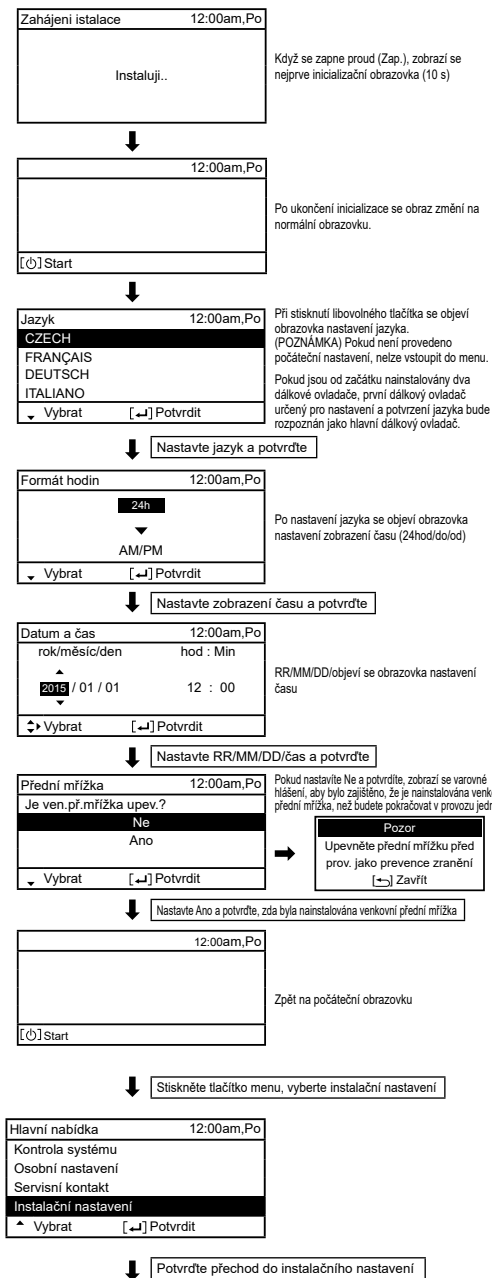 Zahájeni istalace 12:00am,Po
Instaluji..
Když se zapne proud (Zap.), zobrazí se
nejprve inicializační obrazovka (10 s)
12:00am,Po
[⏻] Start
Po ukončení inicializace se obraz změní na
normální obrazovku.
Jazyk 12:00am,Po
CZECH
FRANÇAIS
DEUTSCH
ITALIANO
Vybrat [↵] Potvrdit
Při stisknutí libovolného tlačítka se objeví
obrazovka nastavení jazyka.
(POZNÁMKA) Pokud není provedeno
počáteční nastavení, nelze vstoupit do menu.
Pokud jsou od začátku nainstalovány dva
dálkové ovladače, první dálkový ovladač
určený pro nastavení a potvrzení jazyka bude
rozpoznán jako hlavní dálkový ovladač.
Nastavte jazyk a potvrďte
Formát hodin 12:00am,Po
24h
AM/PM
Vybrat [↵] Potvrdit
Po nastavení jazyka se objeví obrazovka
nastavení zobrazení času (24hod/do/od)
Nastavte zobrazení času a potvrďte
Datum a čas 12:00am,Po
rok/měsíc/den hod : Min
2015 / 01 / 01 12 : 00
Vybrat [↵] Potvrdit
RR/MM/DD/objeví se obrazovka nastavení
času
Nastavte RR/MM/DD/čas a potvrďte
Přední mřížka 12:00am,Po
Je ven.př.mřížka upev.?
Ne
Ano
Vybrat [↵] Potvrdit
Pokud nastavíte Ne a potvrdíte, zobrazí se varovné
hlášení, aby bylo zajištěno, že je nainstalována
přední mřížka, než budete pokračovat v provozu
Pozor
Upevněte přední mřížku před
prov. jako prevence zranění
[↩] Zavřít
Nastavte Ano a potvrďte, zda byla nainstalována venkovní přední mřížka
12:00am,Po
[⏻] Start
Zpět na počáteční obrazovku
Stiskněte tlačítko menu, vyberte instalační nastavení
Hlavní nabídka 12:00am,Po
Kontrola systému
Osobní nastavení
Servisní kontakt
Instalační nastavení
Vybrat [↵] Potvrdit
Potvrďte přechod do instalačního nastavení